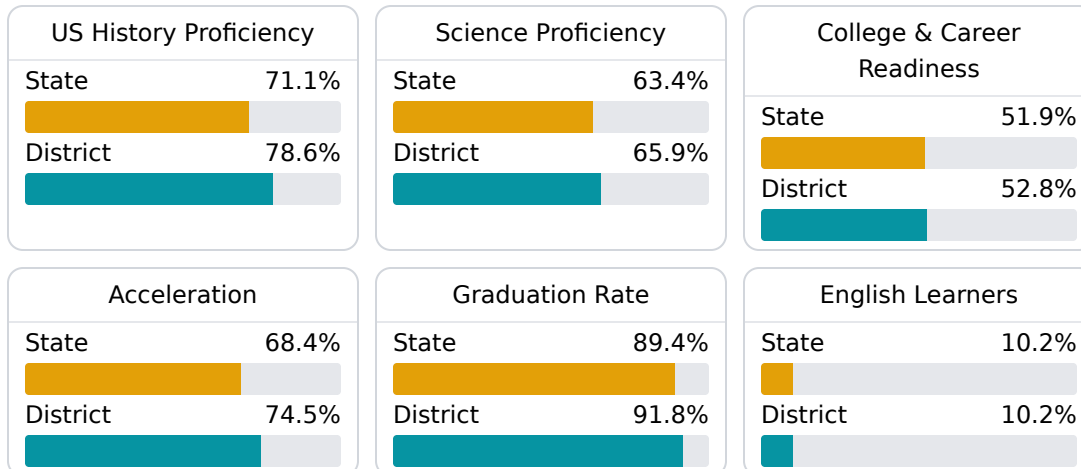 US History Proficiency
State 71.1%
District 78.6%
Science Proficiency
State 63.4%
District 65.9%
College & Career
Readiness
State 51.9%
District 52.8%
Acceleration
State 68.4%
District 74.5%
Graduation Rate
State 89.4%
District 91.8%
English Learners
State 10.2%
District 10.2%